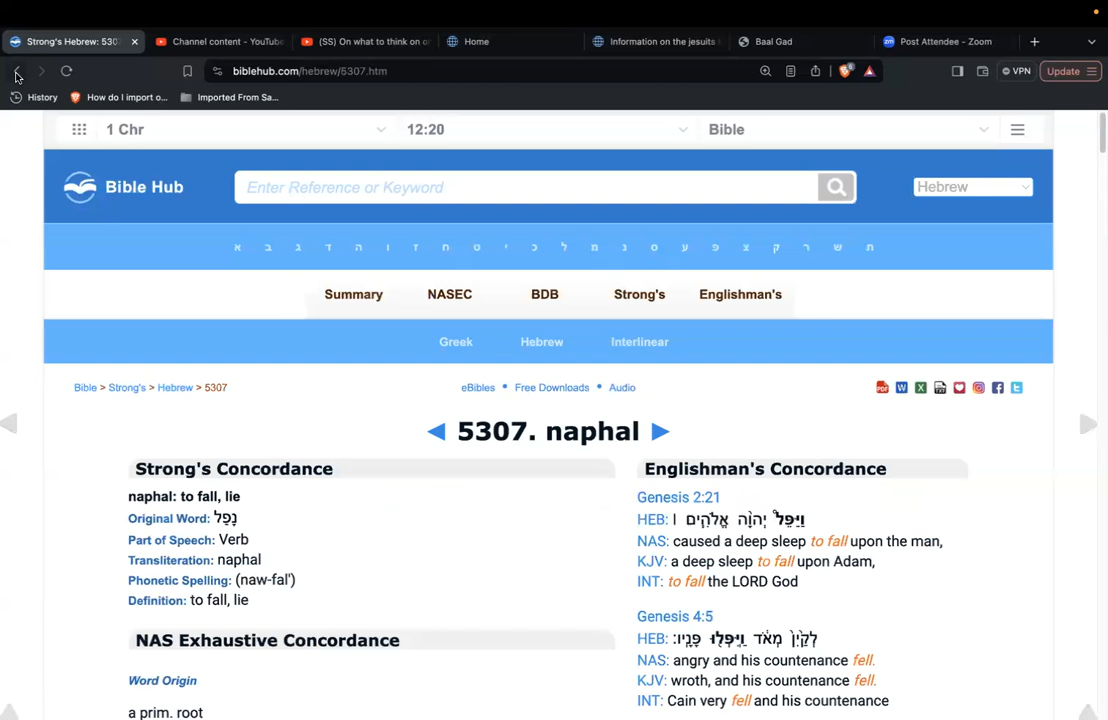 Strong's Hebrew: 530
Channel content - YouTube
(SS) On what to think on o
Home
Information on the jesuits
Baal Gad
Post Attendee - Zoom
biblehub.com/hebrew/5307.htm
VPN
Update
History
How do I import o...
Imported From Sa...
1 Chr
12:20
Bible
Bible Hub
Enter Reference or Keyword
Hebrew
א ב ג ד ה ו ז ח ט י כ ל מ נ ס ע פ צ ק ר ש ת
Summary NASEC BDB Strong's Englishman's
Greek Hebrew Interlinear
Bible > Strong's > Hebrew > 5307
eBibles • Free Downloads • Audio
◄ 5307. naphal ►
Strong's Concordance
naphal: to fall, lie
Original Word: נָפַל
Part of Speech: Verb
Transliteration: naphal
Phonetic Spelling: (naw-fal')
Definition: to fall, lie
NAS Exhaustive Concordance
Word Origin
a prim. root
Englishman's Concordance
Genesis 2:21
HEB: וַיַּפֵּל֩ יְהוָ֨ה אֱלֹהִ֧ים ׀
NAS: caused a deep sleep to fall upon the man,
KJV: a deep sleep to fall upon Adam,
INT: to fall the LORD God
Genesis 4:5
HEB: לְקַ֙יִן֙ מְאֹ֔ד וַֽיִּפְּל֖וּ פָּנָֽיו׃
NAS: angry and his countenance fell.
KJV: wroth, and his countenance fell.
INT: Cain very fell and his countenance